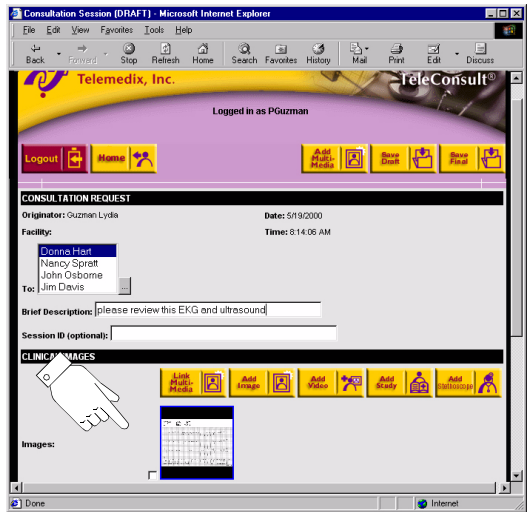 Consultation Session (DRAFT) - Microsoft Internet Explorer
File Edit View Favorites Tools Help
Back Forward Stop Refresh Home Search Favorites History Mail Print Edit Discuss
Telemedix, Inc. TeleConsult®
Logged in as PGuzman
Logout Home Add Multi-Media Save Draft Save Final
CONSULTATION REQUEST
Originator: Guzman Lydia Date: 5/19/2000
Facility: Time: 8:14:06 AM
Donna Hart
Nancy Spratt
John Osborne
To: Jim Davis ...
Brief Description: please review this EKG and ultrasound
Session ID (optional):
CLINICAL IMAGES
Link Multi-Media Add Image Add Video Add Study Add Stethoscope
Images:
Done Internet